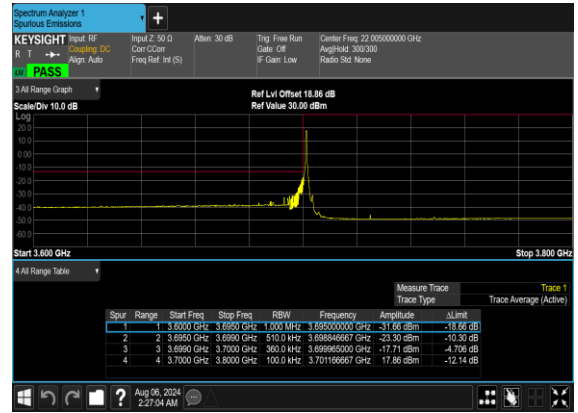 Spectrum Analyzer 1
Spurious Emissions
KEYSIGHT Input: RF Input Z: 50 Ω Atten: 30 dB Trig: Free Run Center Freq: 22.005000000 GHz
R T Coupling: DC Corr CCorr Gate: Off Avg|Hold: 300/300
Align: Auto Freq Ref: Int (S) IF Gain: Low Radio Std: None
PASS
3 All Range Graph
Ref Lvl Offset 18.86 dB
Scale/Div 10.0 dB Ref Value 30.00 dBm
Log
20.0
10.0
0.00
-10.0
-20.0
-30.0
-40.0
-50.0
-60.0
Start 3.600 GHz Stop 3.800 GHz
4 All Range Table
Measure Trace Trace 1
Trace Type Trace Average (Active)
Spur Range Start Freq Stop Freq RBW Frequency Amplitude ΔLimit
1 1 3.6000 GHz 3.6950 GHz 1.000 MHz 3.695000000 GHz -31.66 dBm -18.66 dB
2 2 3.6950 GHz 3.6990 GHz 510.0 kHz 3.698846667 GHz -23.30 dBm -10.30 dB
3 3 3.6990 GHz 3.7000 GHz 360.0 kHz 3.699965000 GHz -17.71 dBm -4.706 dB
4 4 3.7000 GHz 3.8000 GHz 100.0 kHz 3.701166667 GHz 17.86 dBm -12.14 dB
? Aug 06, 2024
2:27:04 AM